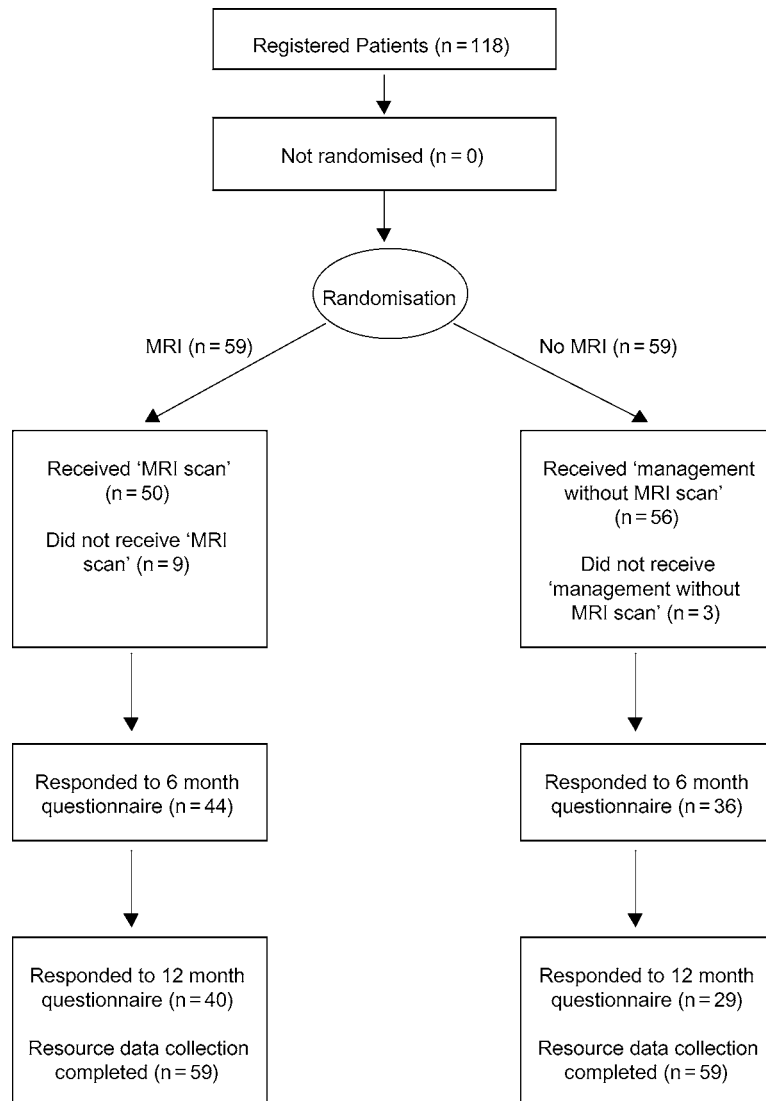 Registered Patients (n = 118)
Not randomised (n = 0)
Randomisation
MRI (n = 59)
No MRI (n = 59)
Received ‘MRI scan’
(n = 50)
Did not receive ‘MRI
scan’ (n = 9)
Received ‘management
without MRI scan’
(n = 56)
Did not receive
‘management without
MRI scan’ (n = 3)
Responded to 6 month
questionnaire (n = 44)
Responded to 6 month
questionnaire (n = 36)
Responded to 12 month
questionnaire (n = 40)
Resource data collection
completed (n = 59)
Responded to 12 month
questionnaire (n = 29)
Resource data collection
completed (n = 59)